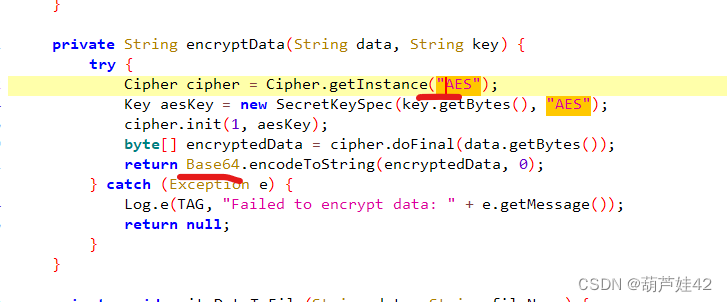 }
private String encryptData(String data, String key) {
try {
Cipher cipher = Cipher.getInstance("AES");
Key aesKey = new SecretKeySpec(key.getBytes(), "AES");
cipher.init(1, aesKey);
byte[] encryptedData = cipher.doFinal(data.getBytes());
return Base64.encodeToString(encryptedData, 0);
} catch (Exception e) {
Log.e(TAG, "Failed to encrypt data: " + e.getMessage());
return null;
}
}
CSDN @葫芦娃42